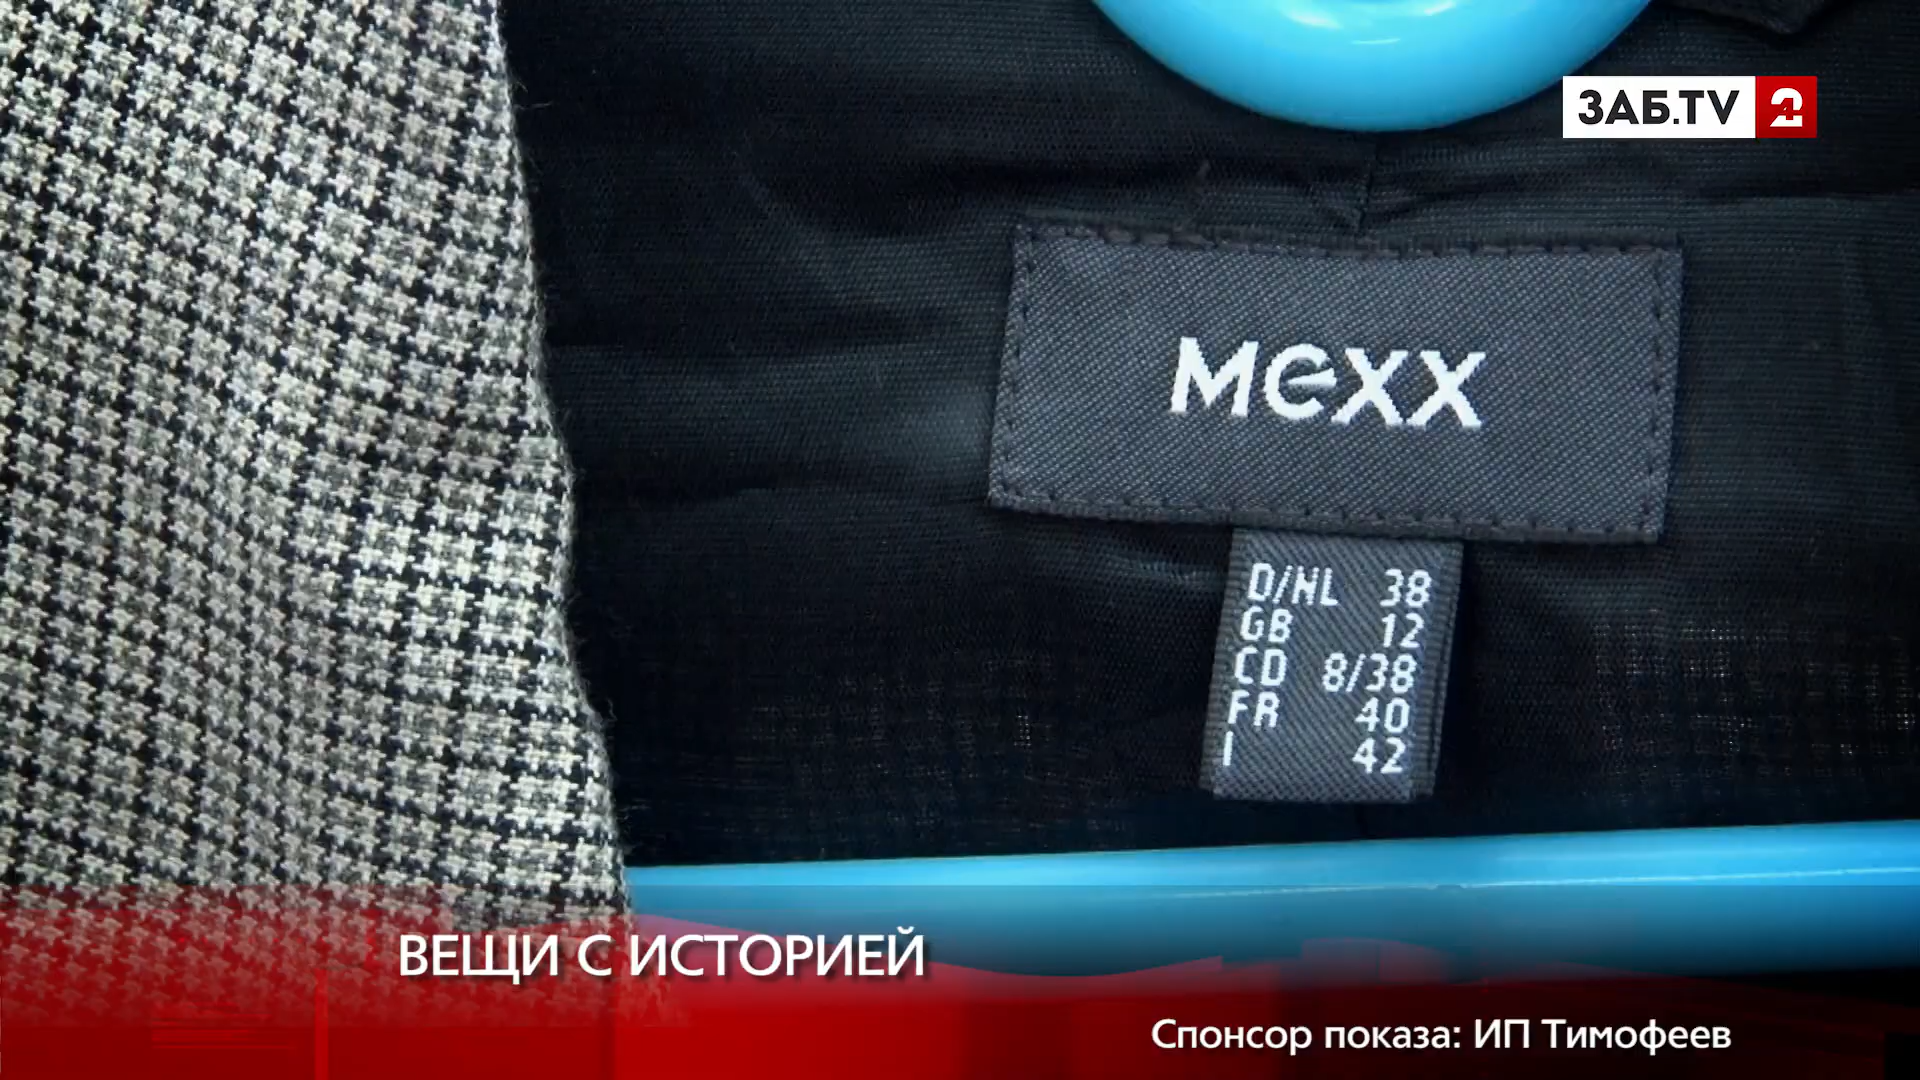 ЗАБ.TV 24
mexx
D/NL 38
GB 12
CD 8/38
FR 40
I 42
ВЕЩИ С ИСТОРИЕЙ
Спонсор показа: ИП Тимофеев